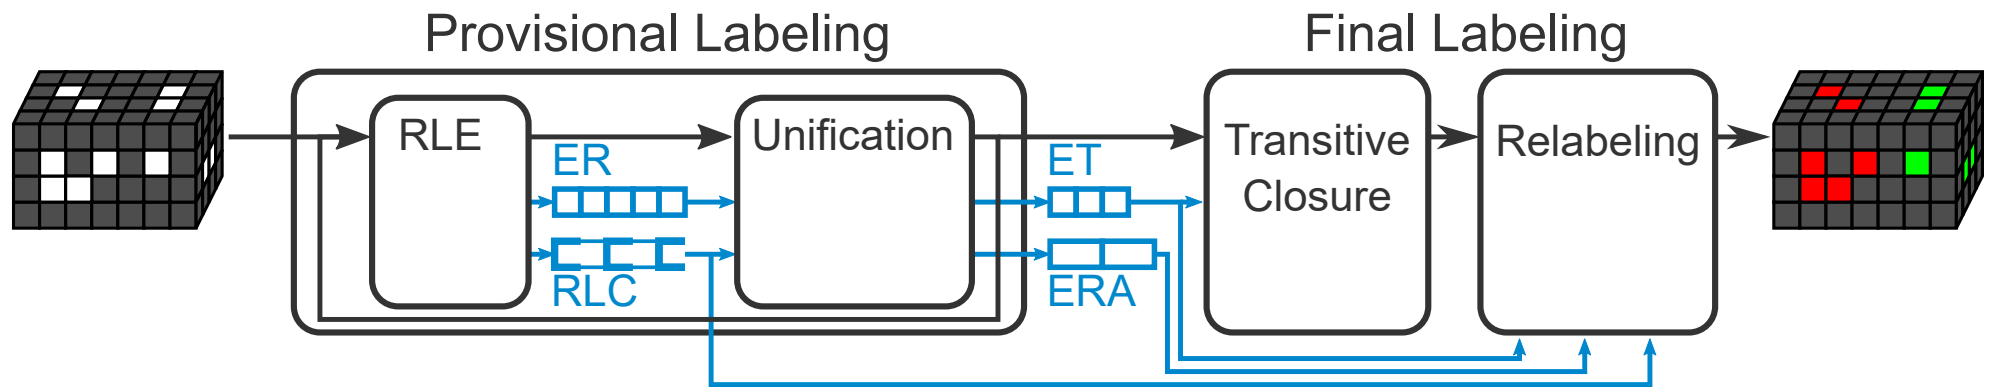 Provisional Labeling
Final Labeling
RLE
Unification
ER
RLC
ET
ERA
Transitive
Closure
Relabeling